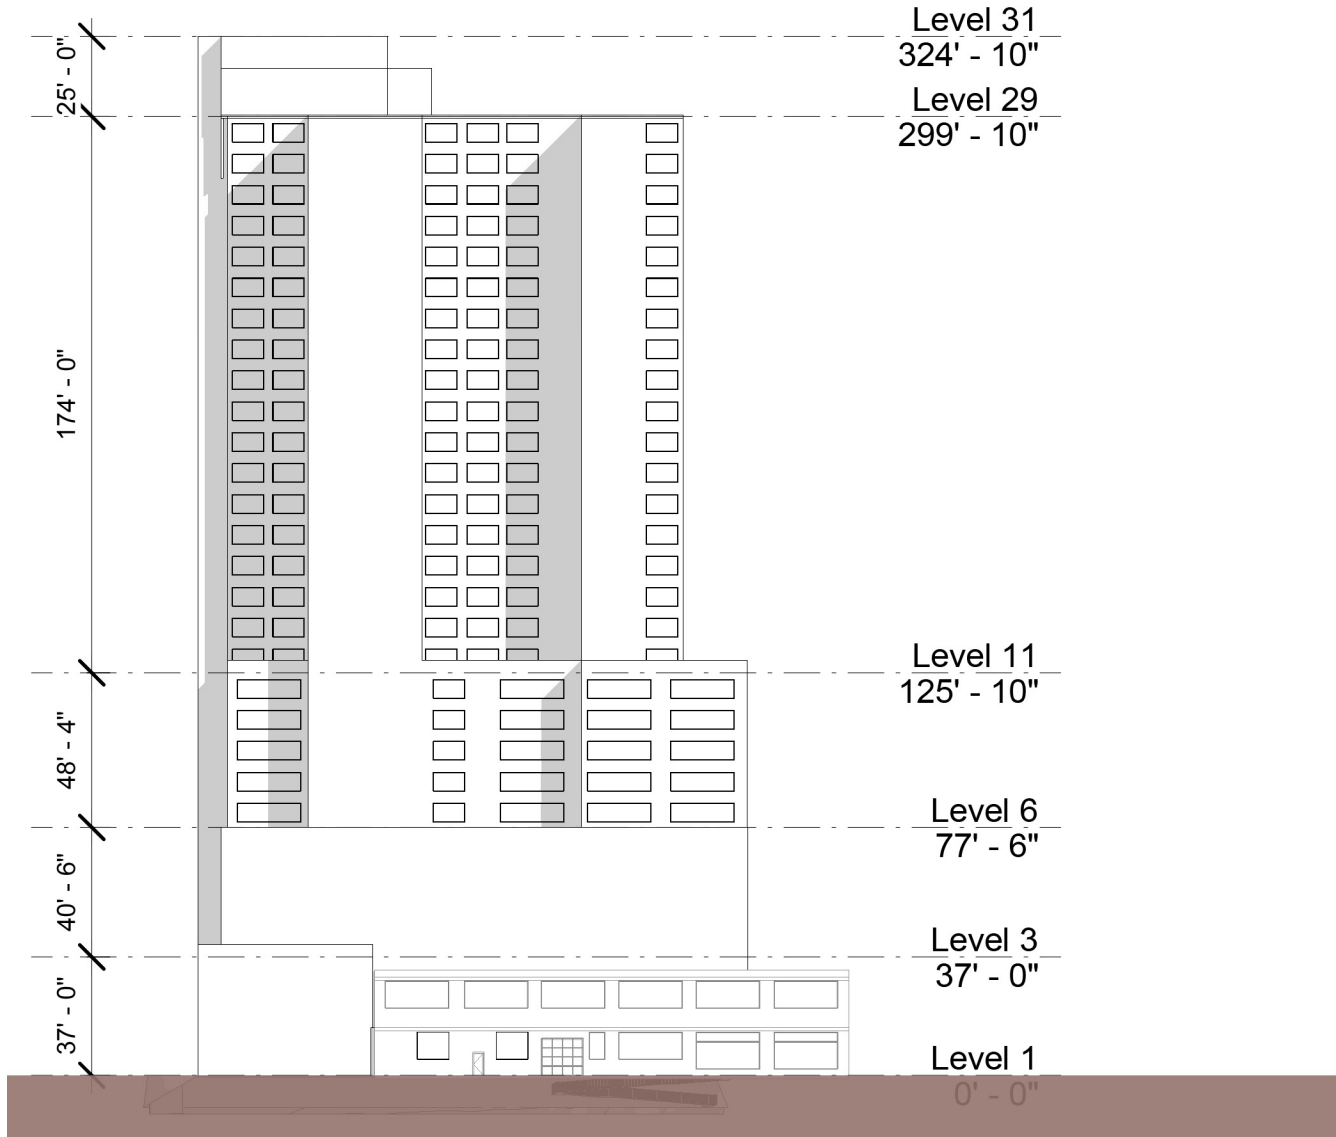 Level 31
324' - 10"
25' - 0"
Level 29
299' - 10"
174' - 0"
Level 11
125' - 10"
48' - 4"
Level 6
77' - 6"
40' - 6"
Level 3
37' - 0"
37' - 0"
Level 1
0' - 0"